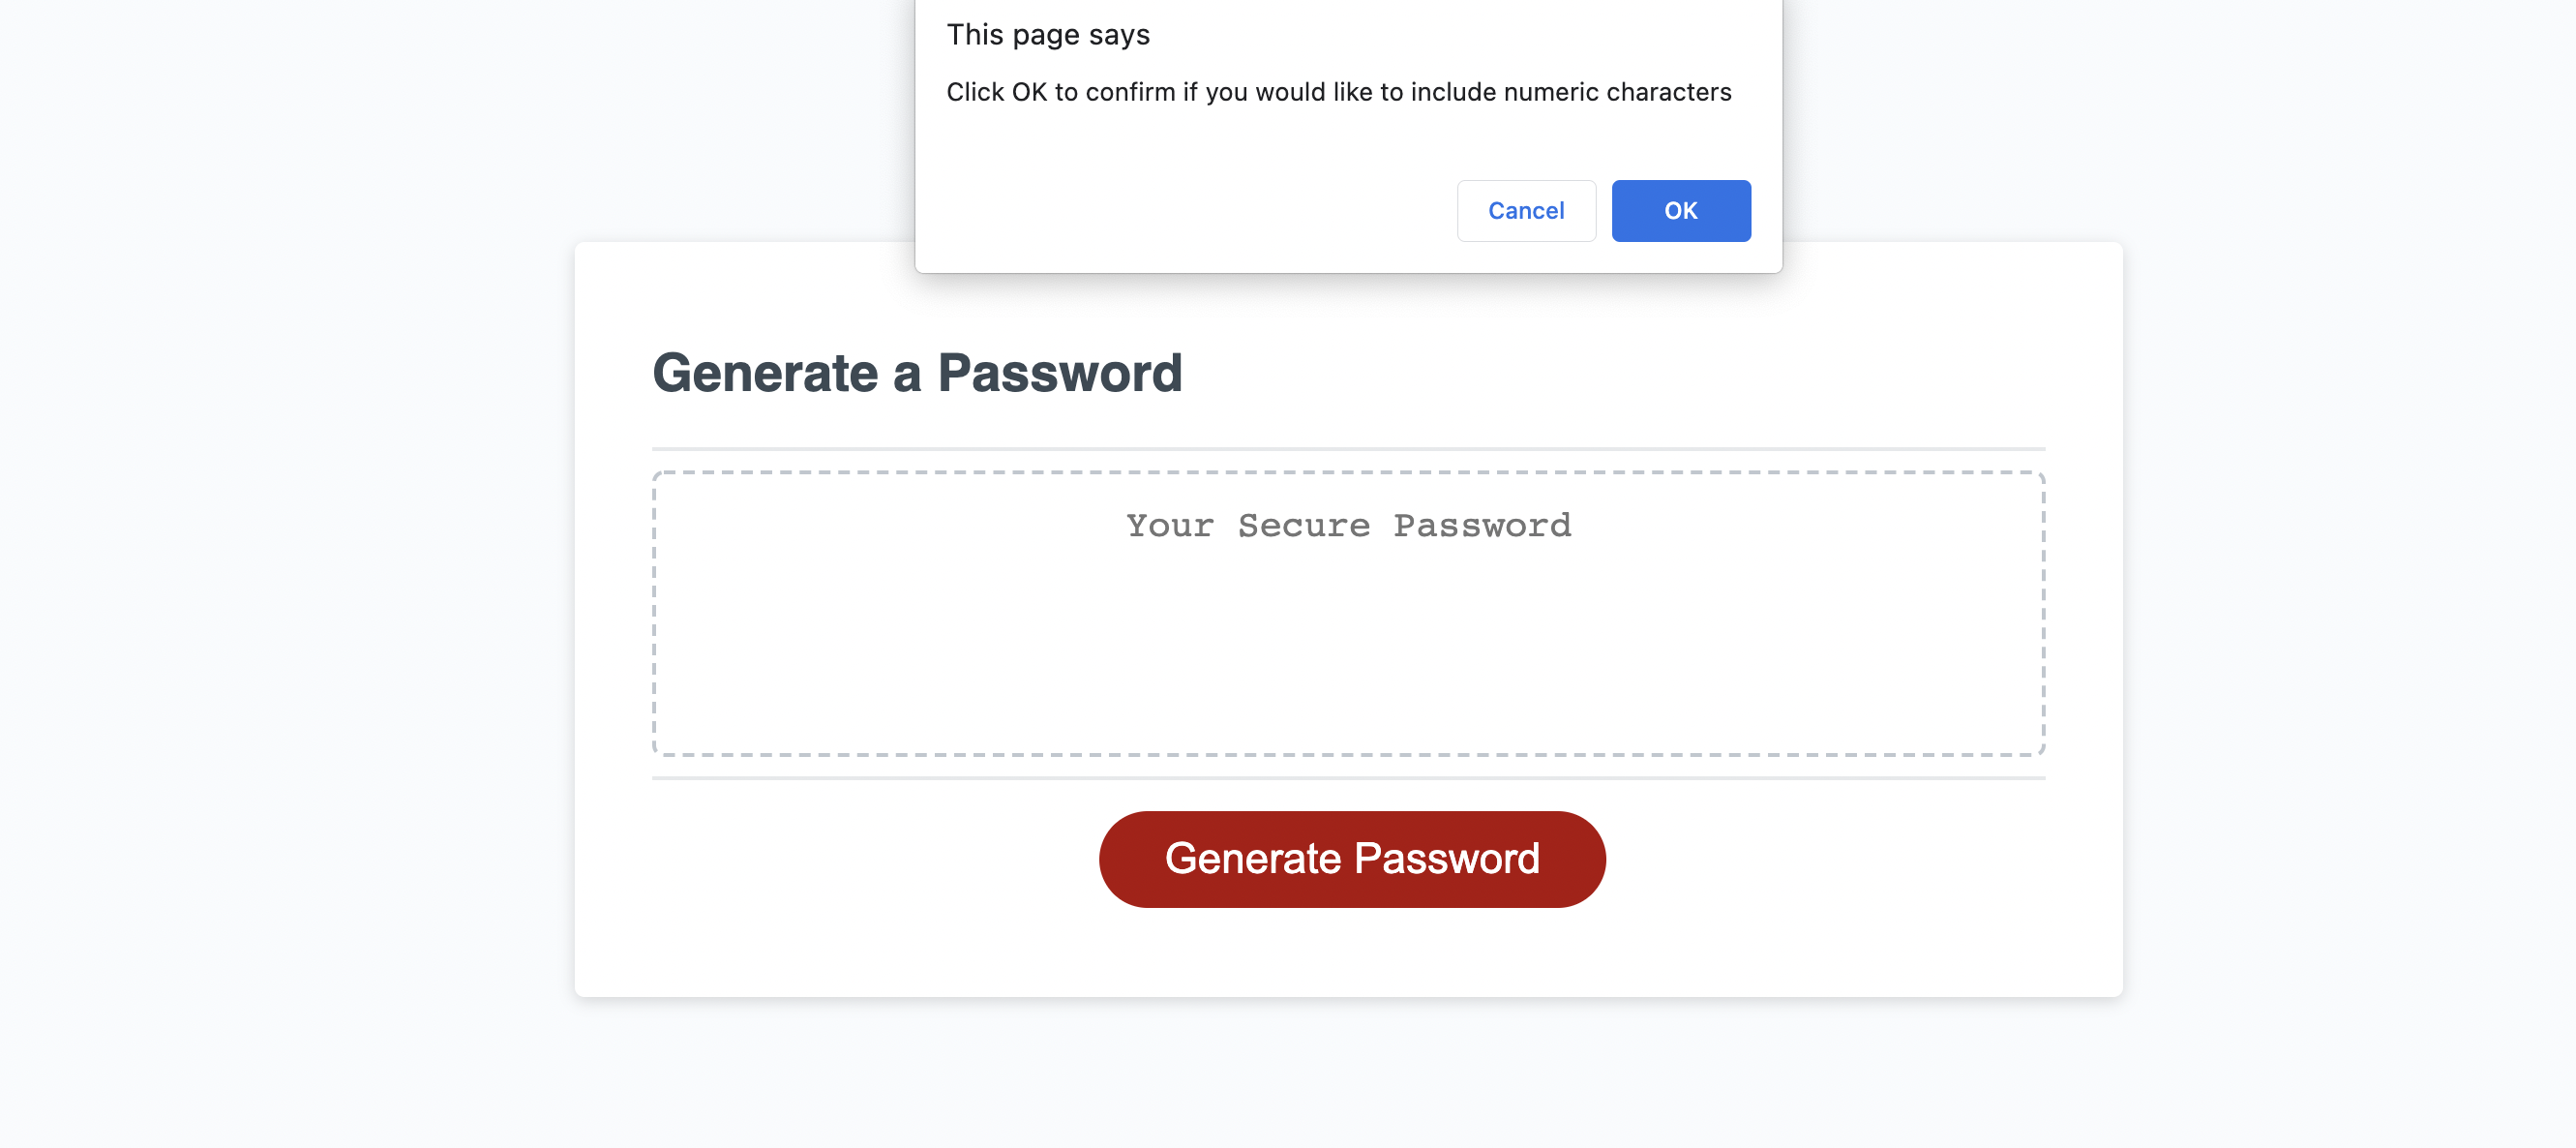 This page says
Click OK to confirm if you would like to include numeric characters
Cancel OK
Generate a Password
Your Secure Password
Generate Password